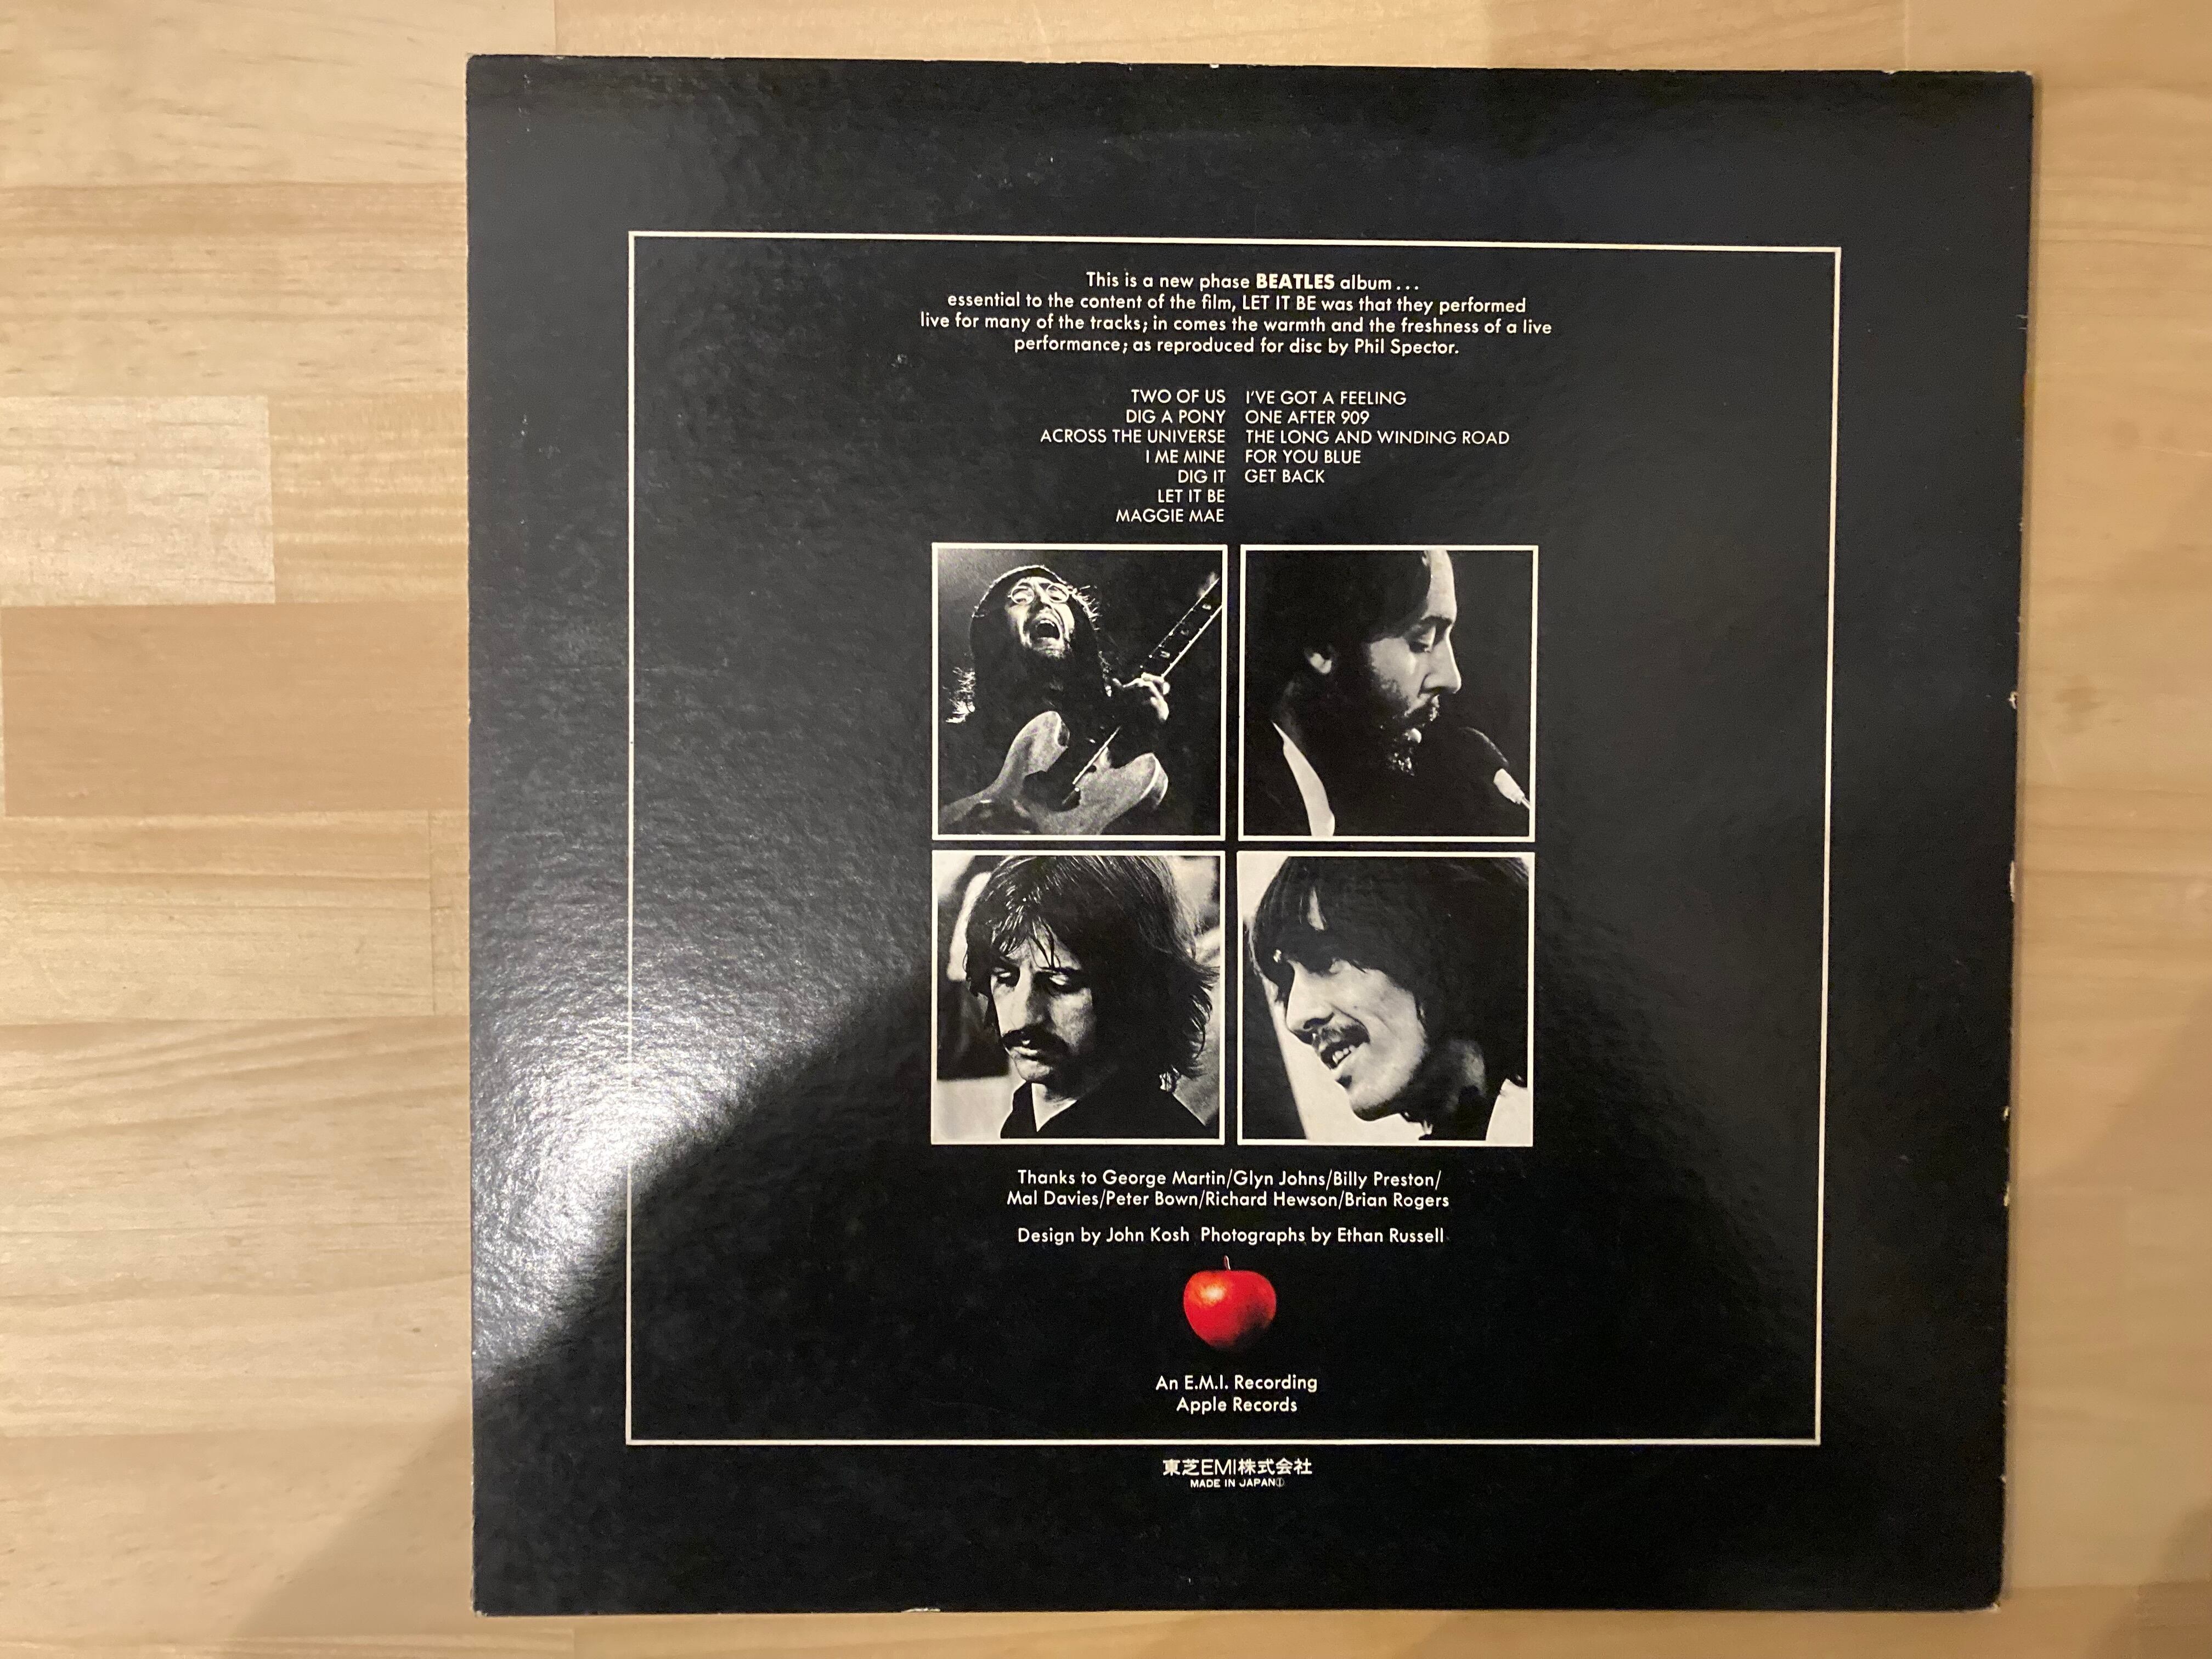 This is a new phase BEATLES album...
essential to the content of the film, LET IT BE was that they performed
live for many of the tracks; in comes the warmth and the freshness of a live
performance; as reproduced for disc by Phil Spector.
TWO OF US
DIG A PONY
ACROSS THE UNIVERSE
I ME MINE
DIG IT
LET IT BE
MAGGIE MAE
I'VE GOT A FEELING
ONE AFTER 909
THE LONG AND WINDING ROAD
FOR YOU BLUE
GET BACK
Thanks to George Martin/Glyn Johns/Billy Preston/
Mal Davies/Peter Bown/Richard Hewson/Brian Rogers
Design by John Kosh Photographs by Ethan Russell
An E.M.I. Recording
Apple Records
東芝EMI株式会社
MADE IN JAPAN①